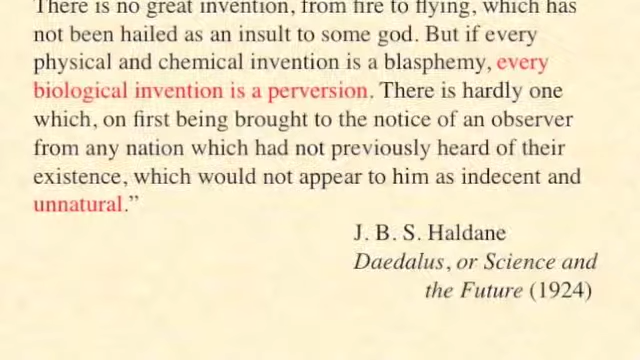 There is no great invention, from fire to flying, which has
not been hailed as an insult to some god. But if every
physical and chemical invention is a blasphemy, every
biological invention is a perversion. There is hardly one
which, on first being brought to the notice of an observer
from any nation which had not previously heard of their
existence, which would not appear to him as indecent and
unnatural.”
J. B. S. Haldane
Daedalus, or Science and
the Future (1924)